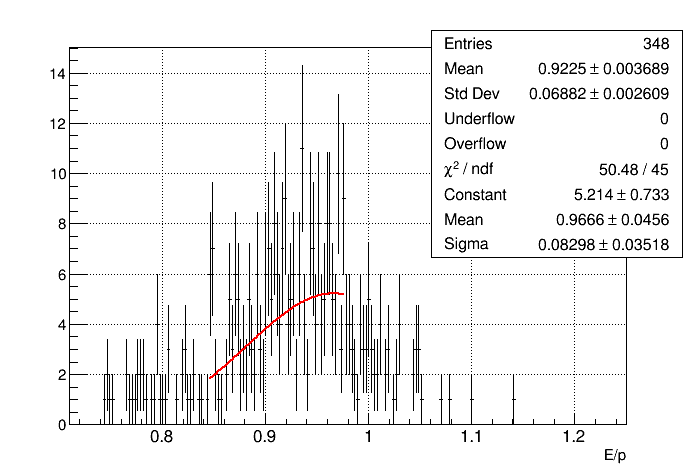 Entries 348
Mean 0.9225 ± 0.003689
Std Dev 0.06882 ± 0.002609
Underflow 0
Overflow 0
χ² / ndf 50.48 / 45
Constant 5.214 ± 0.733
Mean 0.9666 ± 0.0456
Sigma 0.08298 ± 0.03518
14
12
10
8
6
4
2
0
0.8 0.9 1 1.1 1.2
E/p